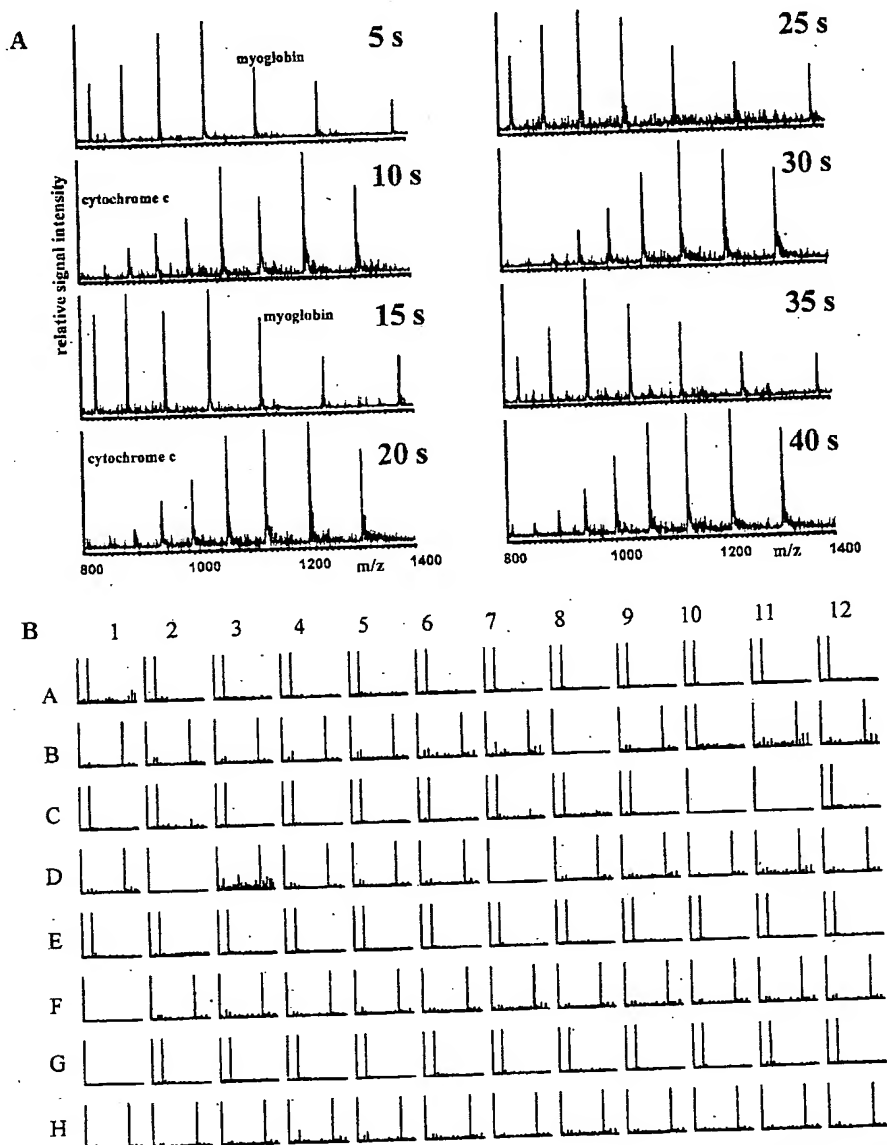 A
5 s
myoglobin
25 s
relative signal intensity
cytochrome c
10 s
30 s
myoglobin
15 s
35 s
cytochrome c
20 s
40 s
800 1000 1200 m/z 1400
800 1000 1200 m/z 1400
B
1 2 3 4 5 6 7 8 9 10 11 12
A
B
C
D
E
F
G
H